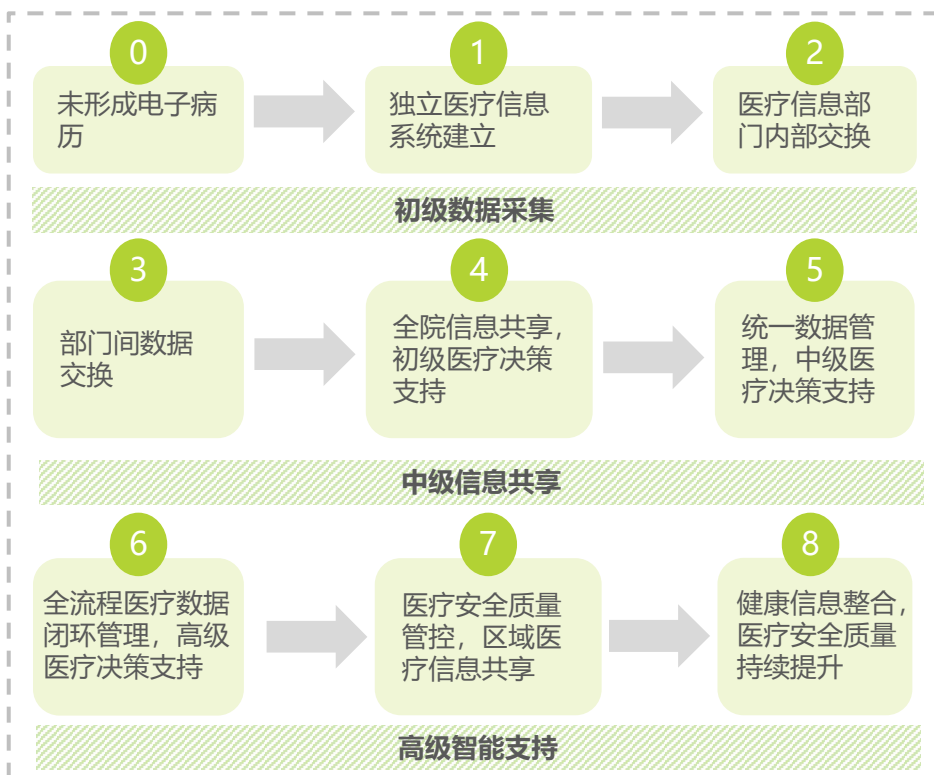 0
1
2
未形成电子病
历
独立医疗信息
系统建立
医疗信息部
门内部交换
初级数据采集
3
4
5
部门间数据
交换
全院信息共享，
初级医疗决策
支持
统一数据管
理，中级医
疗决策支持
中级信息共享
6
7
8
全流程医疗数据
闭环管理，高级
医疗决策支持
医疗安全质量
管控，区域医
疗信息共享
健康信息整合，
医疗安全质量
持续提升
高级智能支持